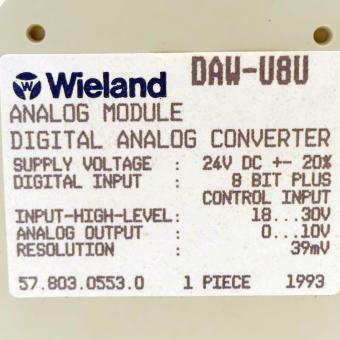 Wieland DAW-U8U
ANALOG MODULE
DIGITAL ANALOG CONVERTER
SUPPLY VOLTAGE : 24V DC +- 20%
DIGITAL INPUT : 8 BIT PLUS
CONTROL INPUT
INPUT-HIGH-LEVEL: 18...30V
ANALOG OUTPUT : 0...10V
RESOLUTION : 39mV
57.803.0553.0 1 PIECE 1993